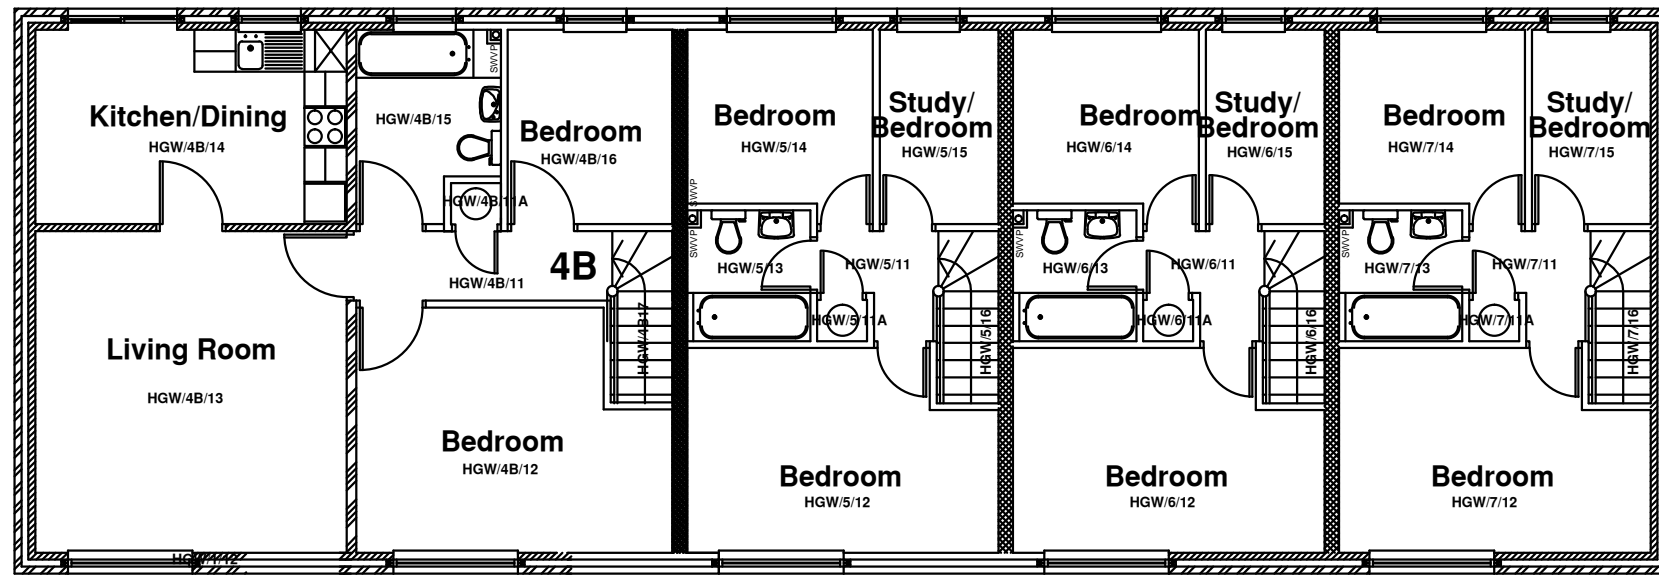 Kitchen/Dining
HGW/4B/14
HGW/4B/15
SWVP
Bedroom
HGW/4B/16
HGW/4B/11A
HGW/4B/11
4B
HGW/4B17
Living Room
HGW/4B/13
Bedroom
HGW/4B/12
HGW/1/12
Bedroom
HGW/5/14
Study/
Bedroom
HGW/5/15
SWVP
SWVP
HGW/5/13
HGW/5/11
HGW/5/11A
HGW/5/16
Bedroom
HGW/5/12
Bedroom
HGW/6/14
Study/
Bedroom
HGW/6/15
SWVP
HGW/6/13
HGW/6/11
HGW/6/11A
HGW/6/16
Bedroom
HGW/6/12
Bedroom
HGW/7/14
Study/
Bedroom
HGW/7/15
SWVP
HGW/7/13
HGW/7/11
HGW/7/11A
HGW/7/16
Bedroom
HGW/7/12